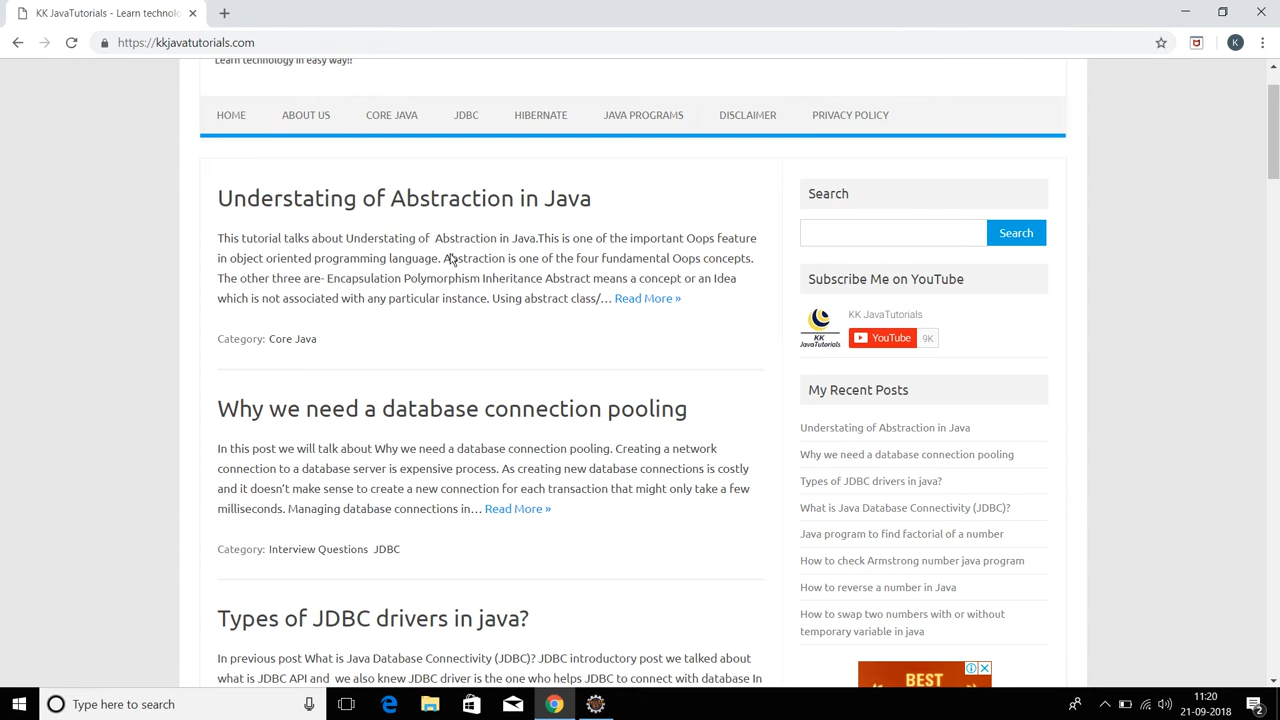 KK JavaTutorials - Learn technolo
https://kkjavatutorials.com
K
Learn technology in easy way!!
HOME ABOUT US CORE JAVA JDBC HIBERNATE JAVA PROGRAMS DISCLAIMER PRIVACY POLICY
Understating of Abstraction in Java
This tutorial talks about Understating of Abstraction in Java.This is one of the important Oops feature
in object oriented programming language. Abstraction is one of the four fundamental Oops concepts.
The other three are- Encapsulation Polymorphism Inheritance Abstract means a concept or an Idea
which is not associated with any particular instance. Using abstract class/… Read More »
Category: Core Java
Why we need a database connection pooling
In this post we will talk about Why we need a database connection pooling. Creating a network
connection to a database server is expensive process. As creating new database connections is costly
and it doesn’t make sense to create a new connection for each transaction that might only take a few
milliseconds. Managing database connections in… Read More »
Category: Interview Questions JDBC
Types of JDBC drivers in java?
In previous post What is Java Database Connectivity (JDBC)? JDBC introductory post we talked about
what is JDBC API and we also knew JDBC driver is the one who helps JDBC to connect with database In
Search
Search
Subscribe Me on YouTube
KK JavaTutorials
KK
JavaTutorials
YouTube 9K
My Recent Posts
Understating of Abstraction in Java
Why we need a database connection pooling
Types of JDBC drivers in java?
What is Java Database Connectivity (JDBC)?
Java program to find factorial of a number
How to check Armstrong number java program
How to reverse a number in Java
How to swap two numbers with or without
temporary variable in java
BEST
Type here to search
11:20
21-09-2018
2